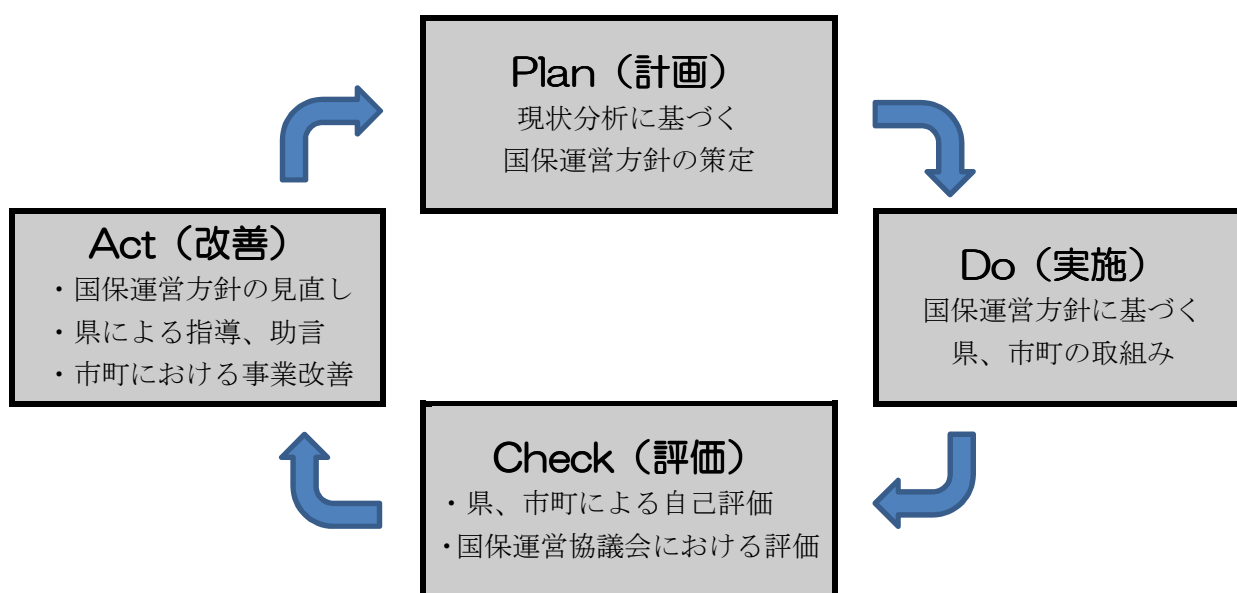 Plan（計画）
現状分析に基づく
国保運営方針の策定
Do（実施）
国保運営方針に基づく
県、市町の取組み
Check（評価）
・県、市町による自己評価
・国保運営協議会における評価
Act（改善）
・国保運営方針の見直し
・県による指導、助言
・市町における事業改善